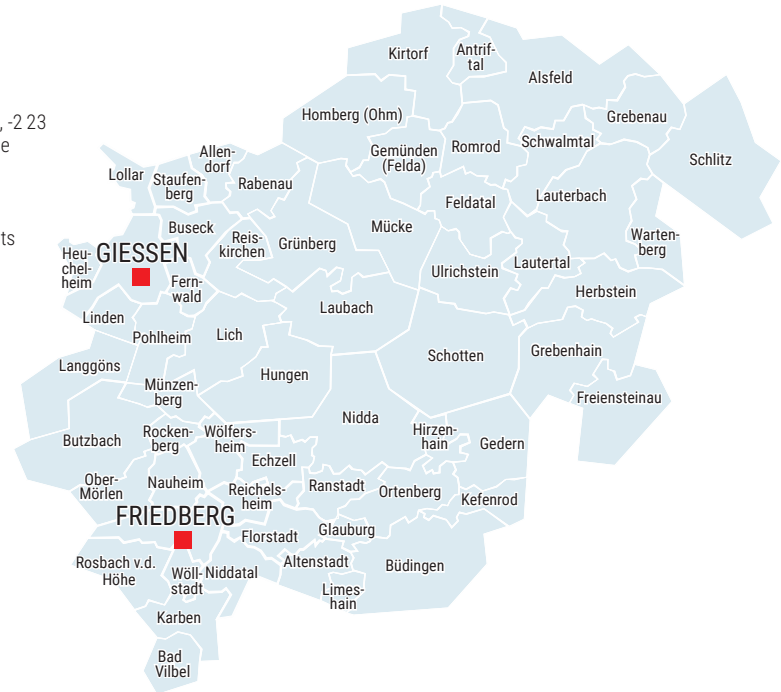 , -2 23
e
ts
Kirtorf
Antrif-
tal
Alsfeld
Homberg (Ohm)
Grebenau
Gemünden
(Felda)
Romrod
Schwalmtal
Schlitz
Lollar
Staufen-
berg
Allen-
dorf
Rabenau
Feldatal
Lauterbach
Buseck
Reis-
kirchen
Grünberg
Mücke
Warten-
berg
Heu-
chel-
heim
GIESSEN
Fern-
wald
Ulrichstein
Lautertal
Herbstein
Linden
Pohlheim
Lich
Laubach
Langgöns
Münzen-
berg
Hungen
Schotten
Grebenhain
Freiensteinau
Butzbach
Rocken-
berg
Wölfers-
heim
Nidda
Hirzen-
hain
Gedern
Echzell
Ober-
Mörlen
Nauheim
Reichels-
heim
Ranstadt
Ortenberg
Kefenrod
FRIEDBERG
Florstadt
Glauburg
Rosbach v.d.
Höhe
Wöll-
stadt
Niddatal
Altenstadt
Büdingen
Limes-
hain
Karben
Bad
Vilbel